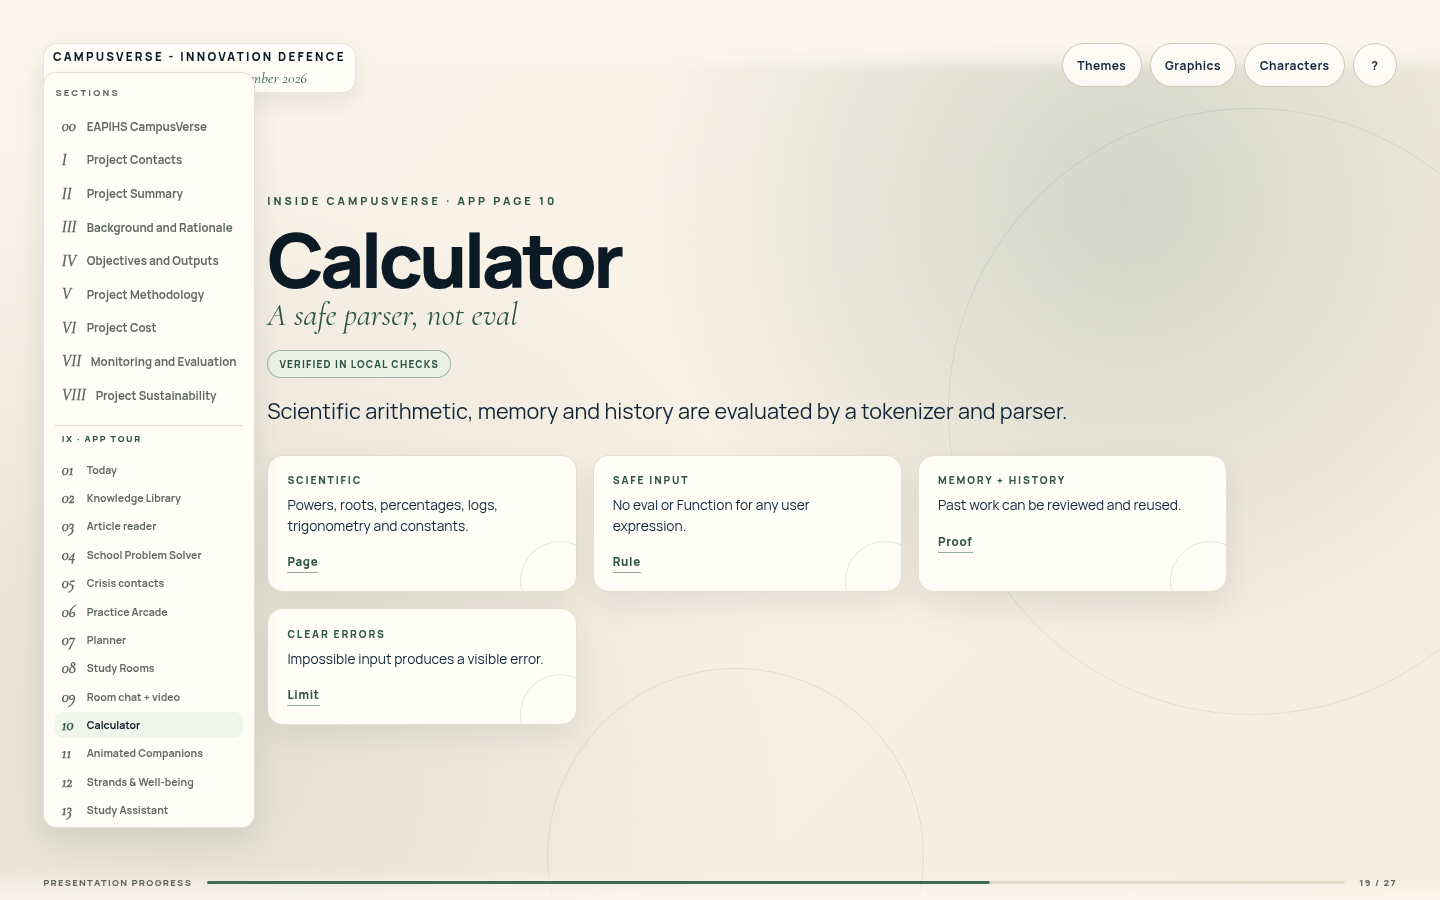 CAMPUSVERSE - INNOVATION DEFENCE
2026
Themes
Graphics
Characters
?
SECTIONS
00 EAPIHS CampusVerse
I Project Contacts
II Project Summary
III Background and Rationale
IV Objectives and Outputs
V Project Methodology
VI Project Cost
VII Monitoring and Evaluation
VIII Project Sustainability
IX · APP TOUR
01 Today
02 Knowledge Library
03 Article reader
04 School Problem Solver
05 Crisis contacts
06 Practice Arcade
07 Planner
08 Study Rooms
09 Room chat + video
10 Calculator
11 Animated Companions
12 Strands & Well-being
13 Study Assistant
INSIDE CAMPUSVERSE · APP PAGE 10
Calculator
A safe parser, not eval
VERIFIED IN LOCAL CHECKS
Scientific arithmetic, memory and history are evaluated by a tokenizer and parser.
SCIENTIFIC
Powers, roots, percentages, logs,
trigonometry and constants.
Page
SAFE INPUT
No eval or Function for any user
expression.
Rule
MEMORY + HISTORY
Past work can be reviewed and reused.
Proof
CLEAR ERRORS
Impossible input produces a visible error.
Limit
PRESENTATION PROGRESS
19 / 27